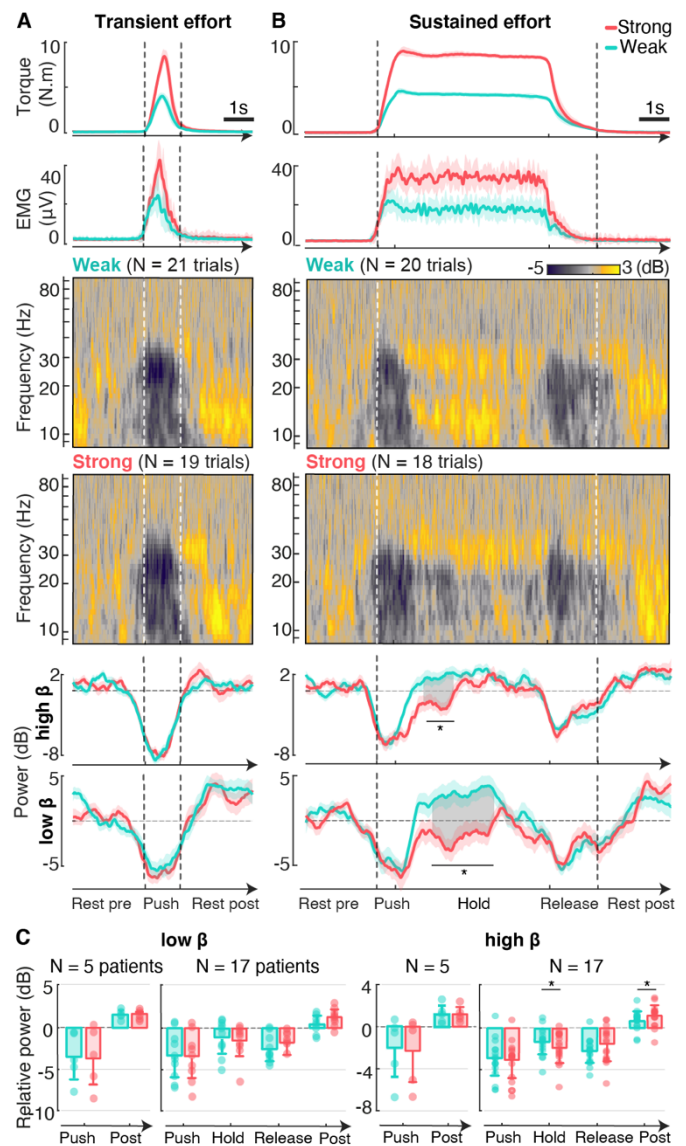 A Transient effort B Sustained effort
Strong
Weak
Torque (N.m)
10
0
1s
10
0
1s
EMG (µV)
40
0
40
0
Weak (N = 21 trials)
Weak (N = 20 trials)
-5 3 (dB)
Frequency (Hz)
80
30
20
10
80
30
20
10
Strong (N = 19 trials)
Strong (N = 18 trials)
Frequency (Hz)
80
30
20
10
80
30
20
10
Power (dB)
high β
2
-8
2
-8
*
low β
5
-5
5
-5
*
Rest pre Push Rest post
Rest pre Push Hold Release Rest post
C low β high β
N = 5 patients N = 17 patients N = 5 N = 17
Relative power (dB)
5
0
-5
-10
4
0
-4
-8
* *
Push Post Push Hold Release Post Push Post Push Hold Release Post